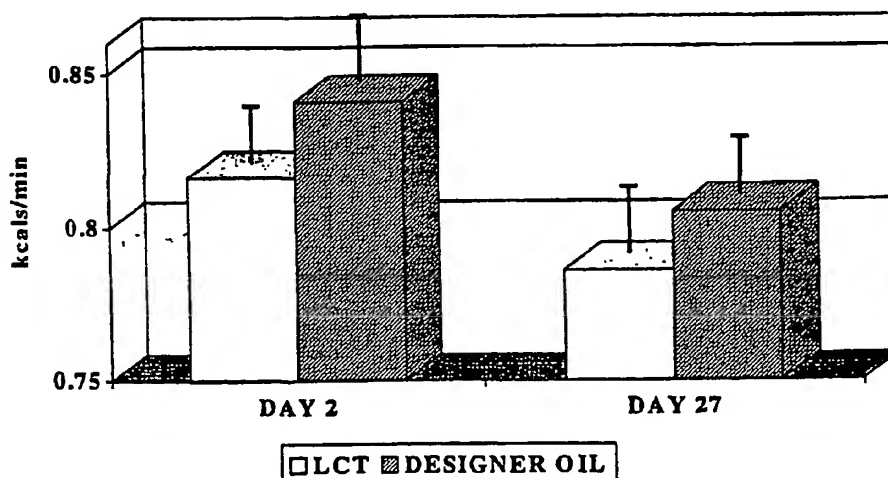 0.85
kcals/min
0.8
0.75
DAY 2 DAY 27
LCT DESIGNER OIL